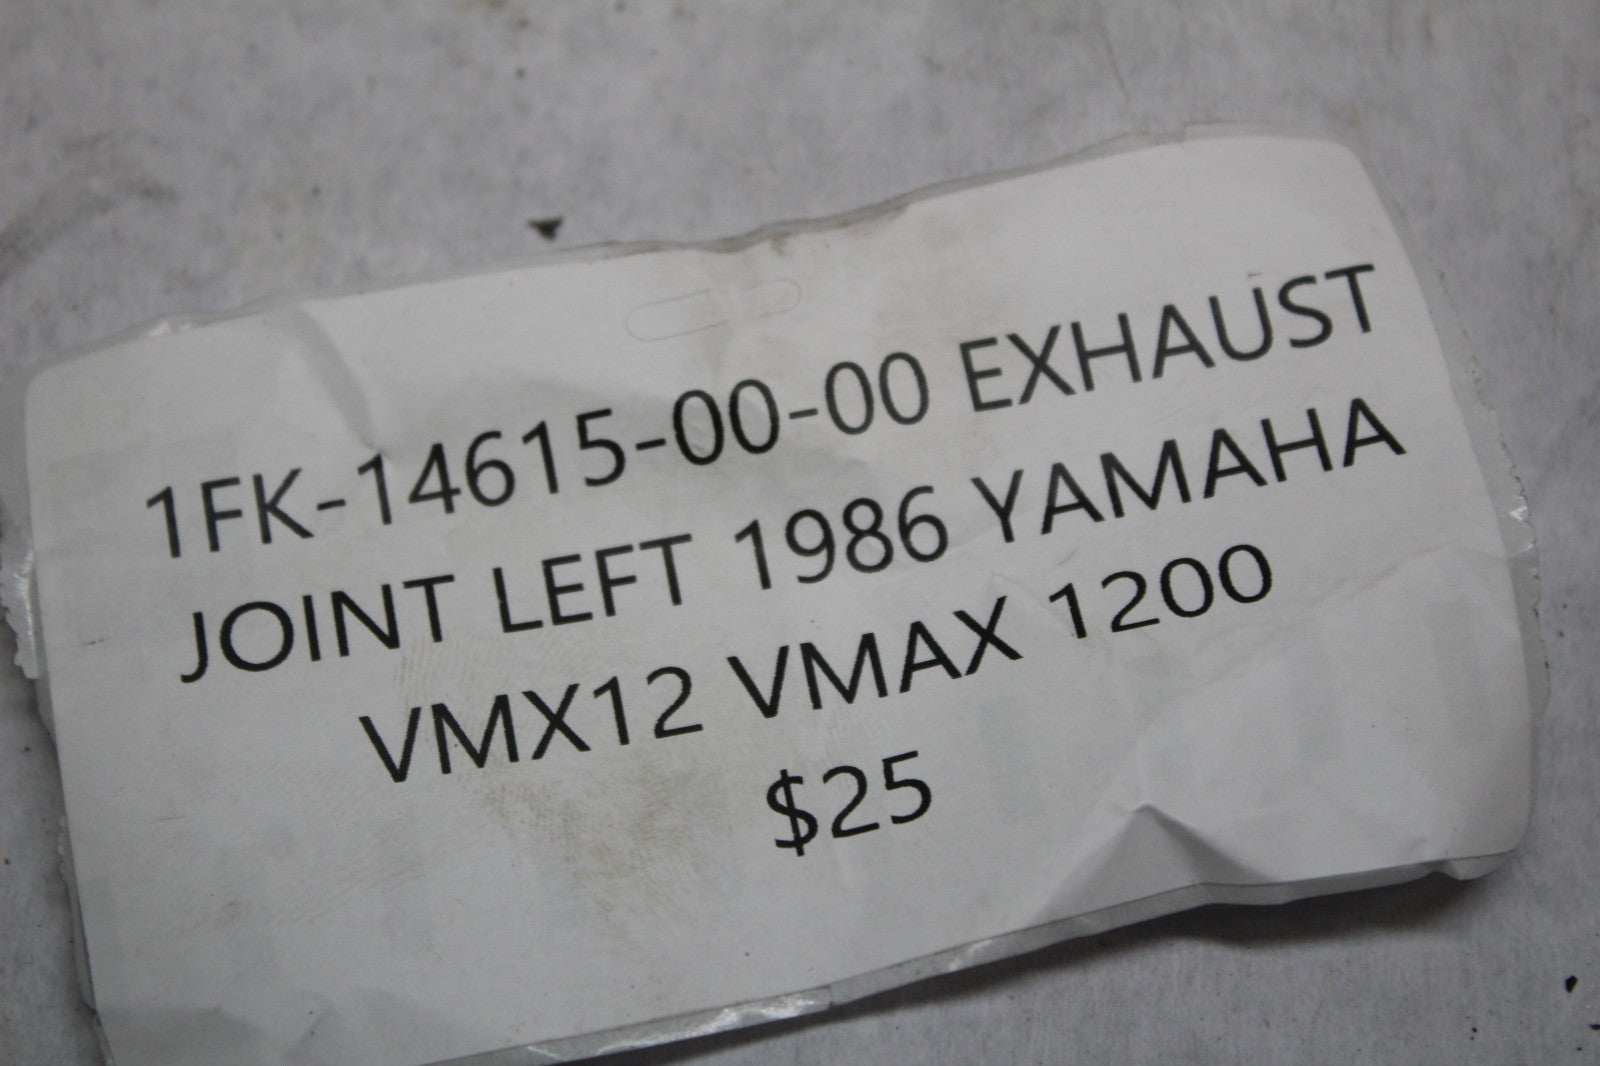 1FK-14615-00-00 EXHAUST
JOINT LEFT 1986 YAMAHA
VMX12 VMAX 1200
$25